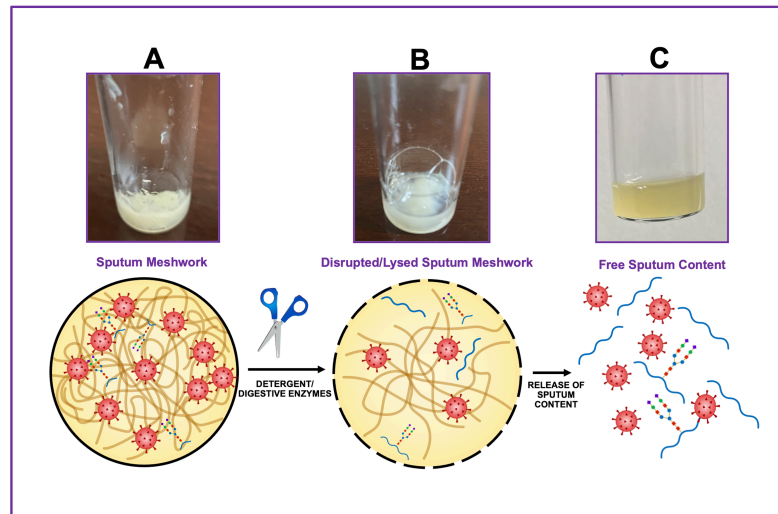 A
B
C
Sputum Meshwork
Disrupted/Lysed Sputum Meshwork
Free Sputum Content
DETERGENT/
DIGESTIVE ENZYMES
RELEASE OF
SPUTUM
CONTENT